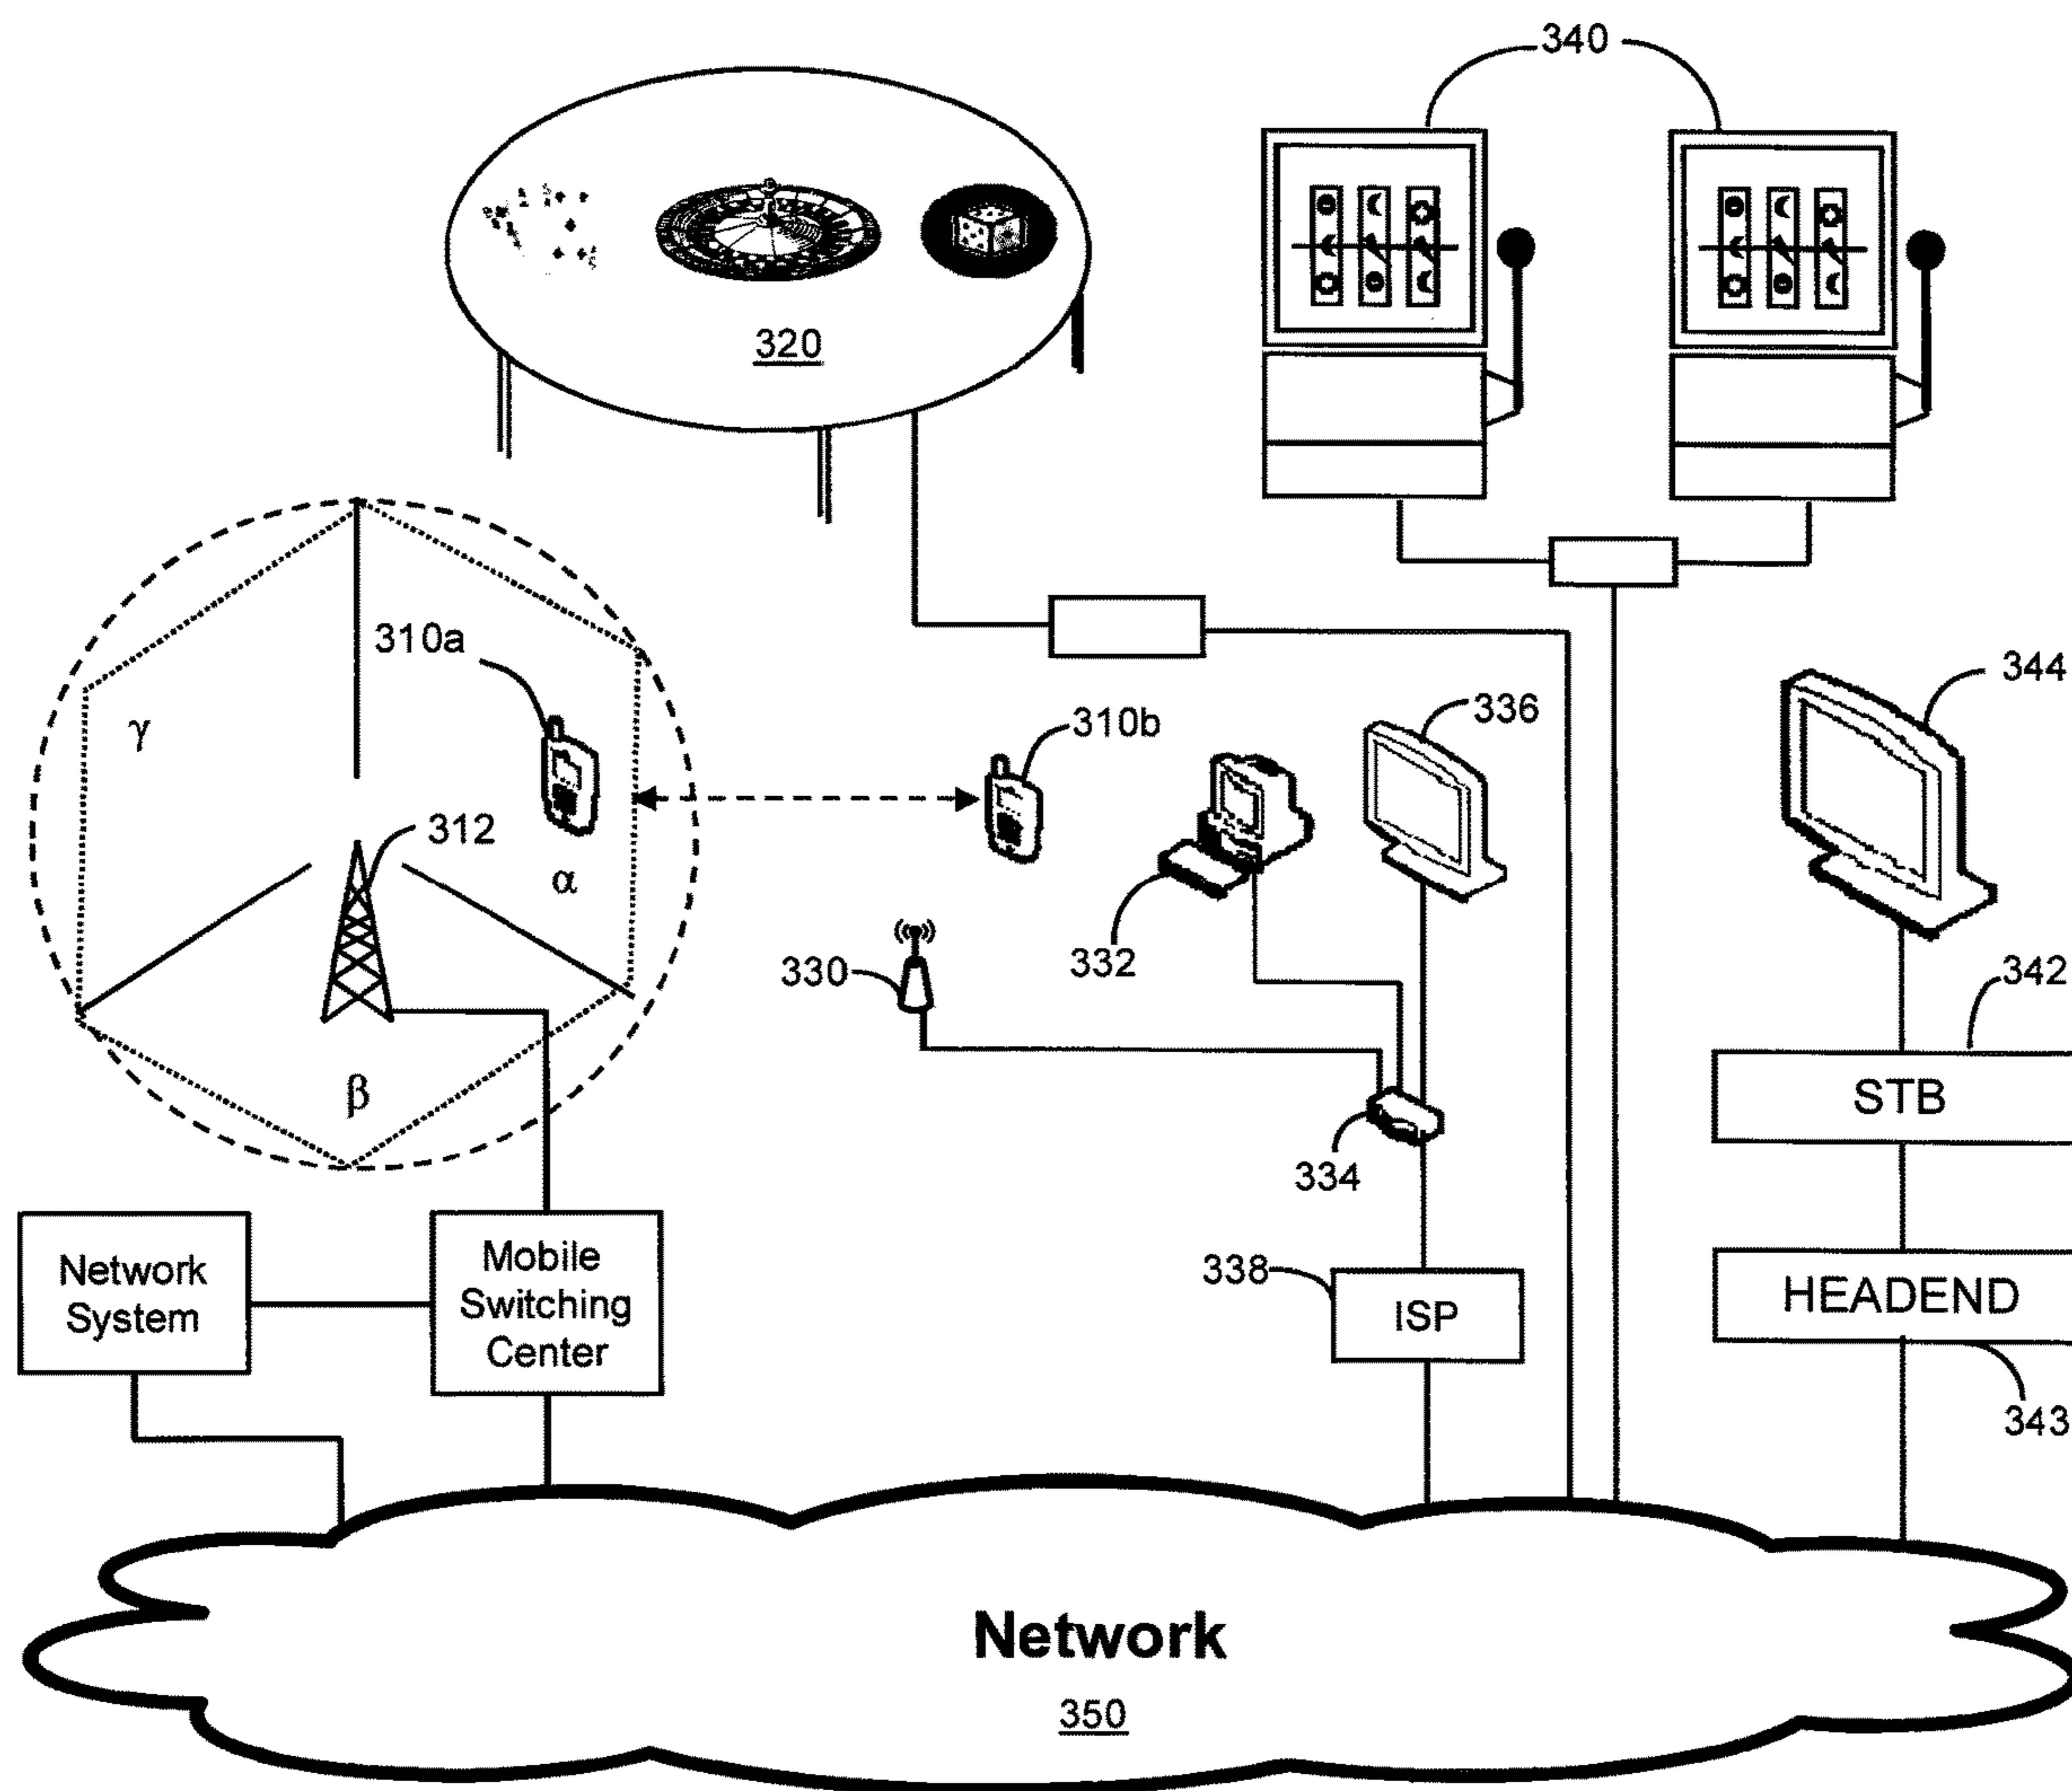 340
320
310a
344
γ
336
310b
312
α
332
330
342
STB
β
334
Network
System
Mobile
Switching
Center
338
ISP
HEADEND
343
Network
350